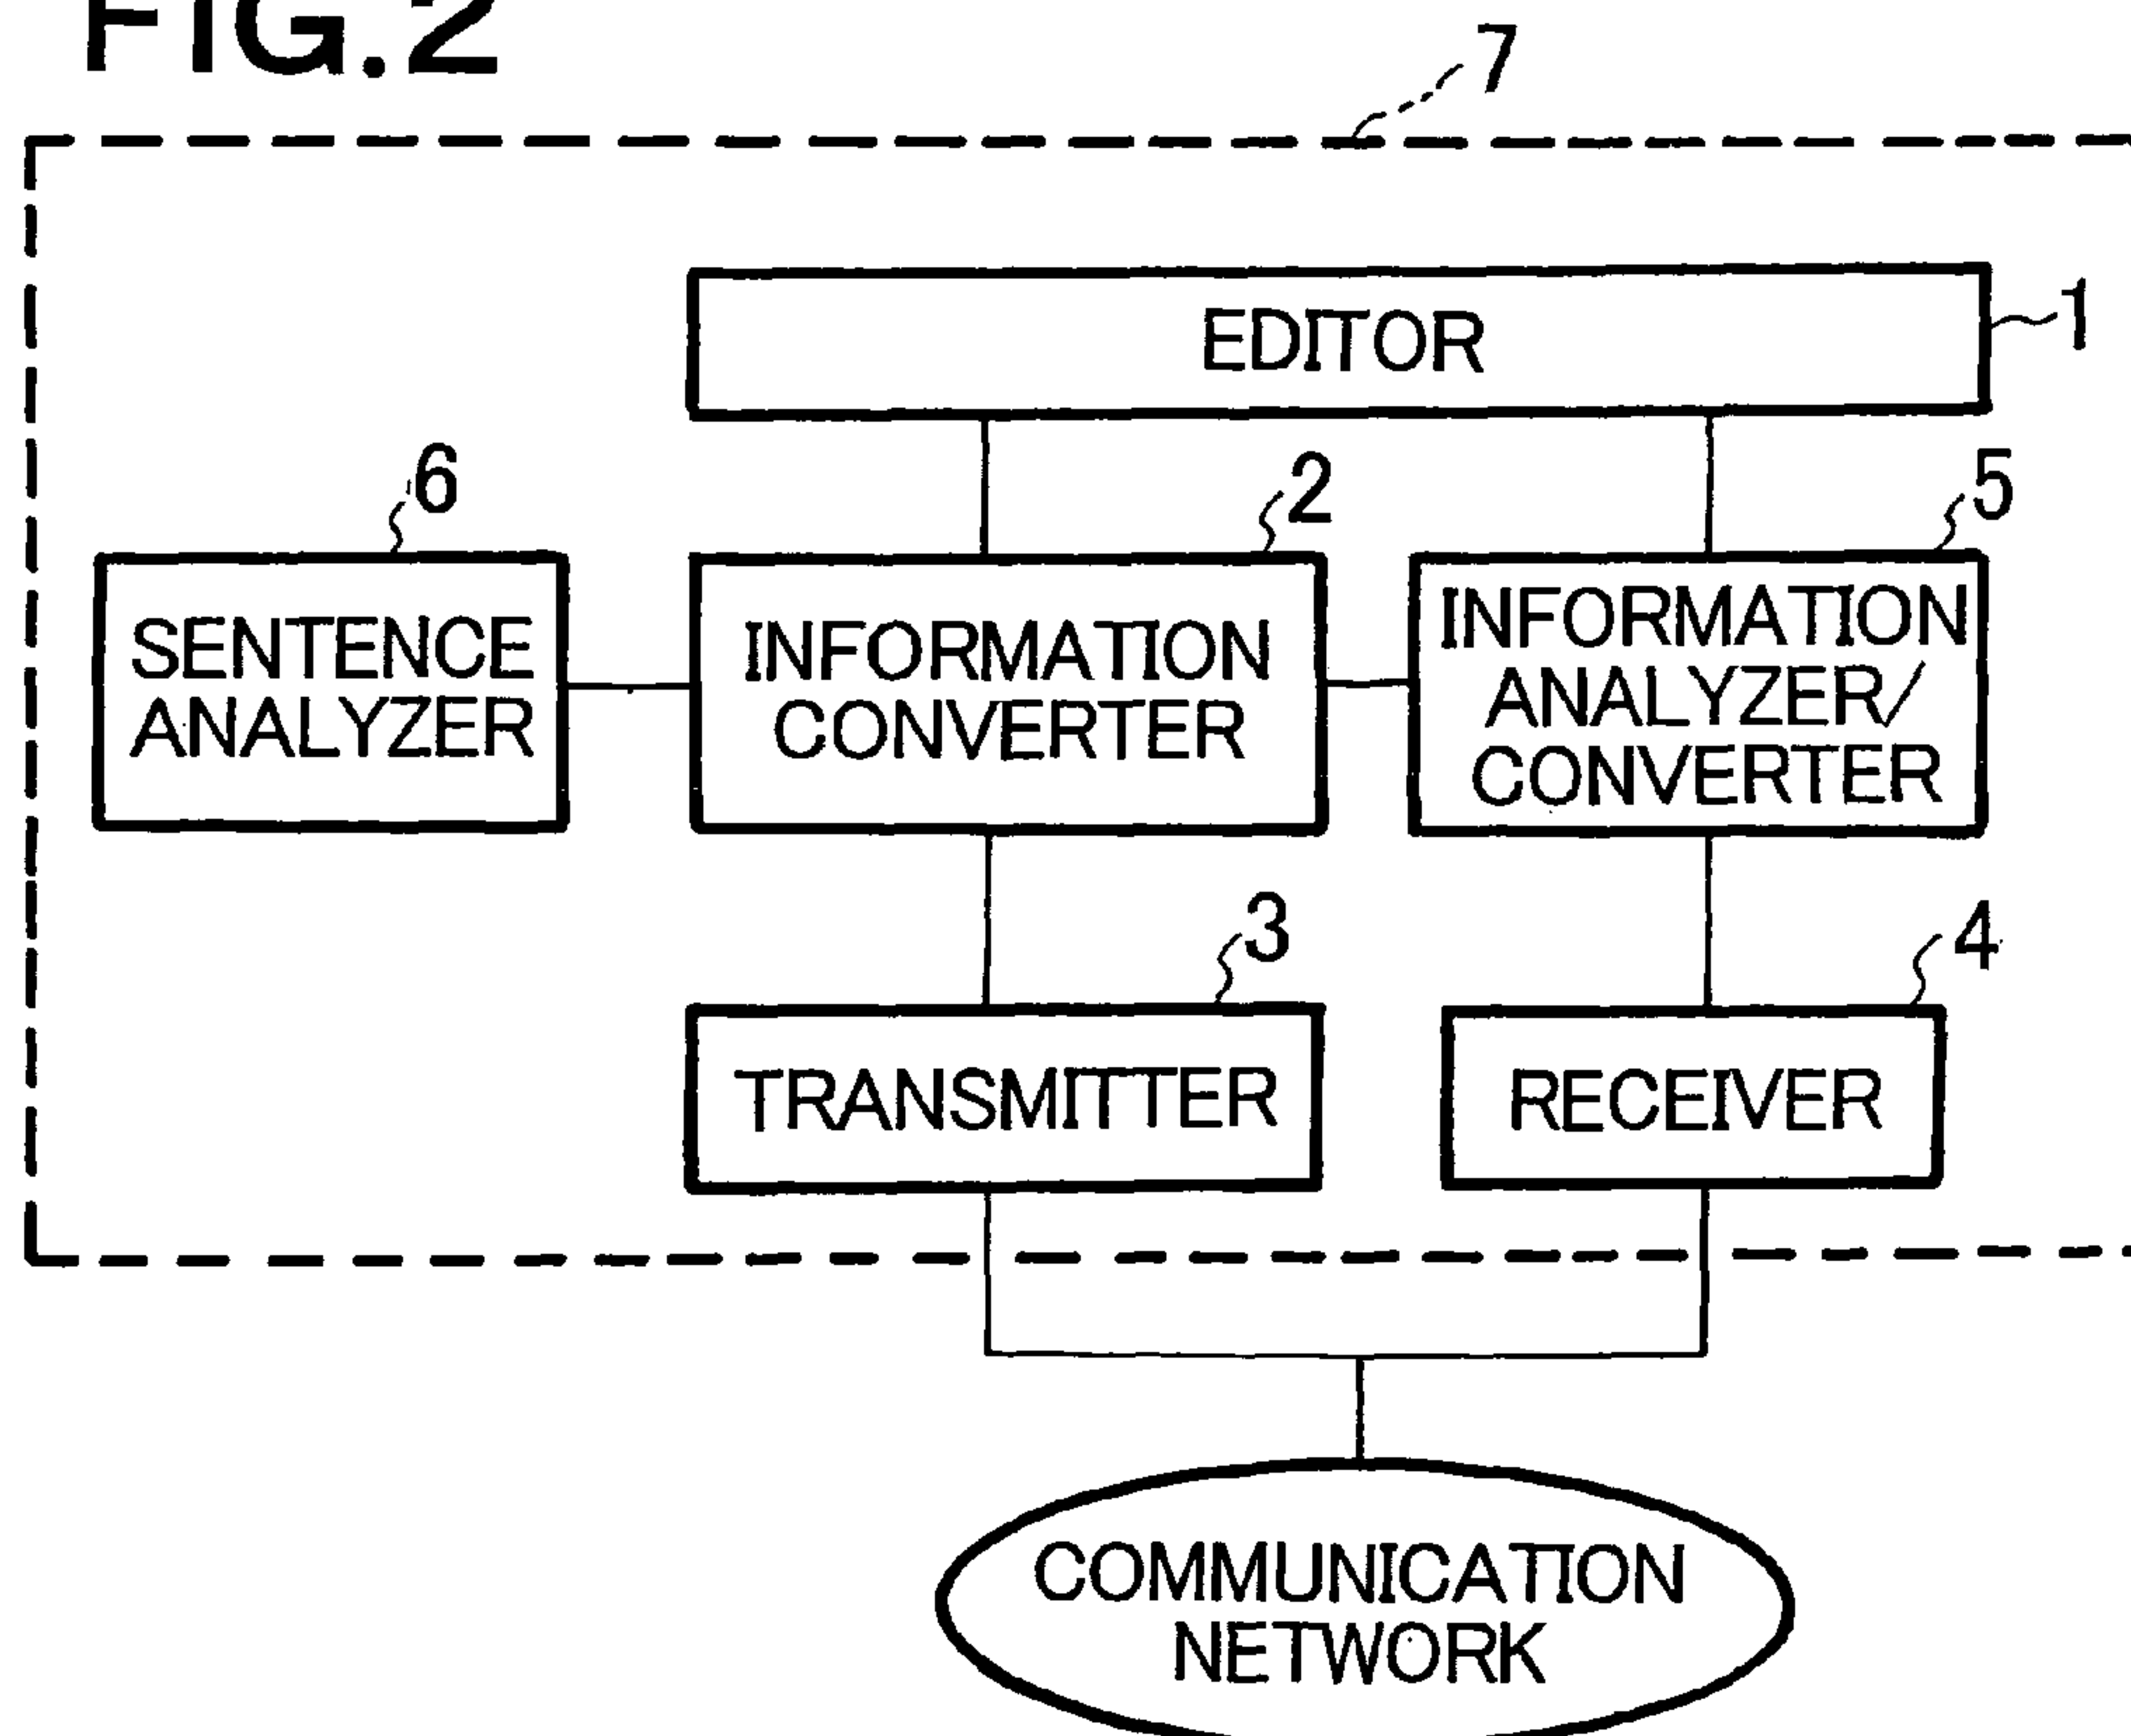 FIG.2
7
EDITOR
1
6
2
5
SENTENCE
ANALYZER
INFORMATION
CONVERTER
INFORMATION
ANALYZER/
CONVERTER
3
4
TRANSMITTER
RECEIVER
COMMUNICATION
NETWORK